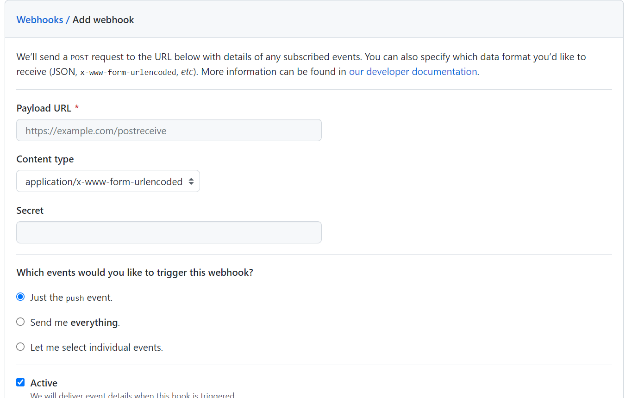 Webhooks / Add webhook
We'll send a POST request to the URL below with details of any subscribed events. You can also specify which data format you'd like to
receive (JSON, x-www-form-urlencoded, etc). More information can be found in our developer documentation.
Payload URL *
https://example.com/postreceive
Content type
application/x-www-form-urlencoded
Secret
Which events would you like to trigger this webhook?
Just the push event.
Send me everything.
Let me select individual events.
Active
We will deliver event details when this hook is triggered.